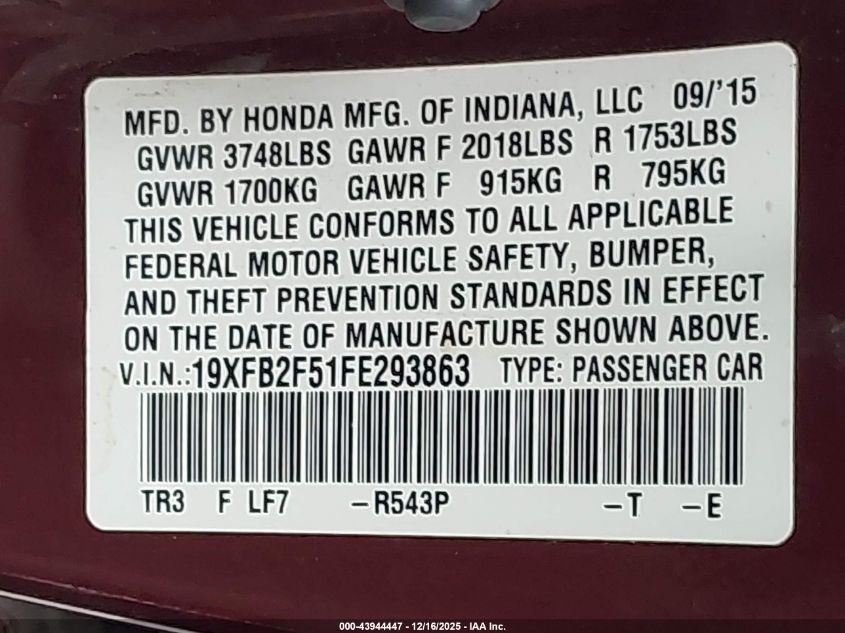 MFD. BY HONDA MFG. OF INDIANA, LLC 09/'15
GVWR 3748LBS GAWR F 2018LBS R 1753LBS
GVWR 1700KG GAWR F 915KG R 795KG
THIS VEHICLE CONFORMS TO ALL APPLICABLE
FEDERAL MOTOR VEHICLE SAFETY, BUMPER,
AND THEFT PREVENTION STANDARDS IN EFFECT
ON THE DATE OF MANUFACTURE SHOWN ABOVE.
V.I.N.:19XFB2F51FE293863 TYPE: PASSENGER CAR
TR3 F LF7 -R543P -T -E
000-43944447 - 12/16/2025 - IAA Inc.